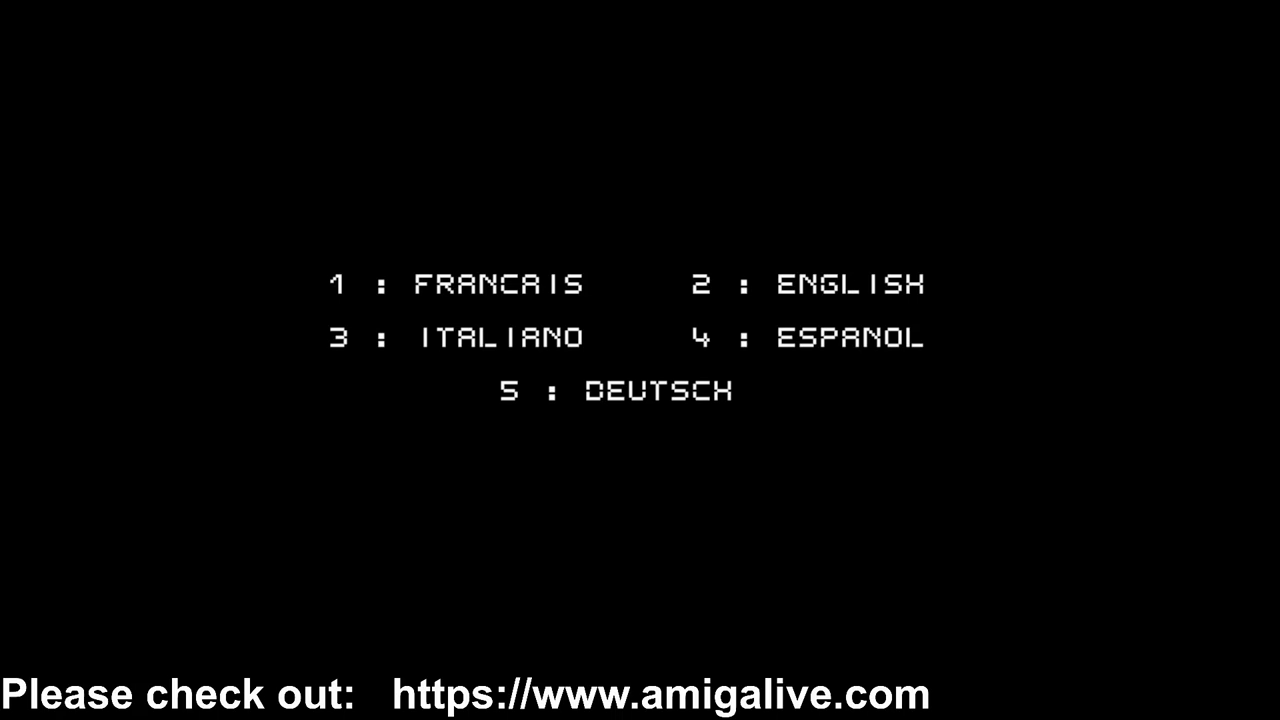 1 : FRANCAIS 2 : ENGLISH
3 : ITALIANO 4 : ESPANOL
5 : DEUTSCH
Please check out: https://www.amigalive.com